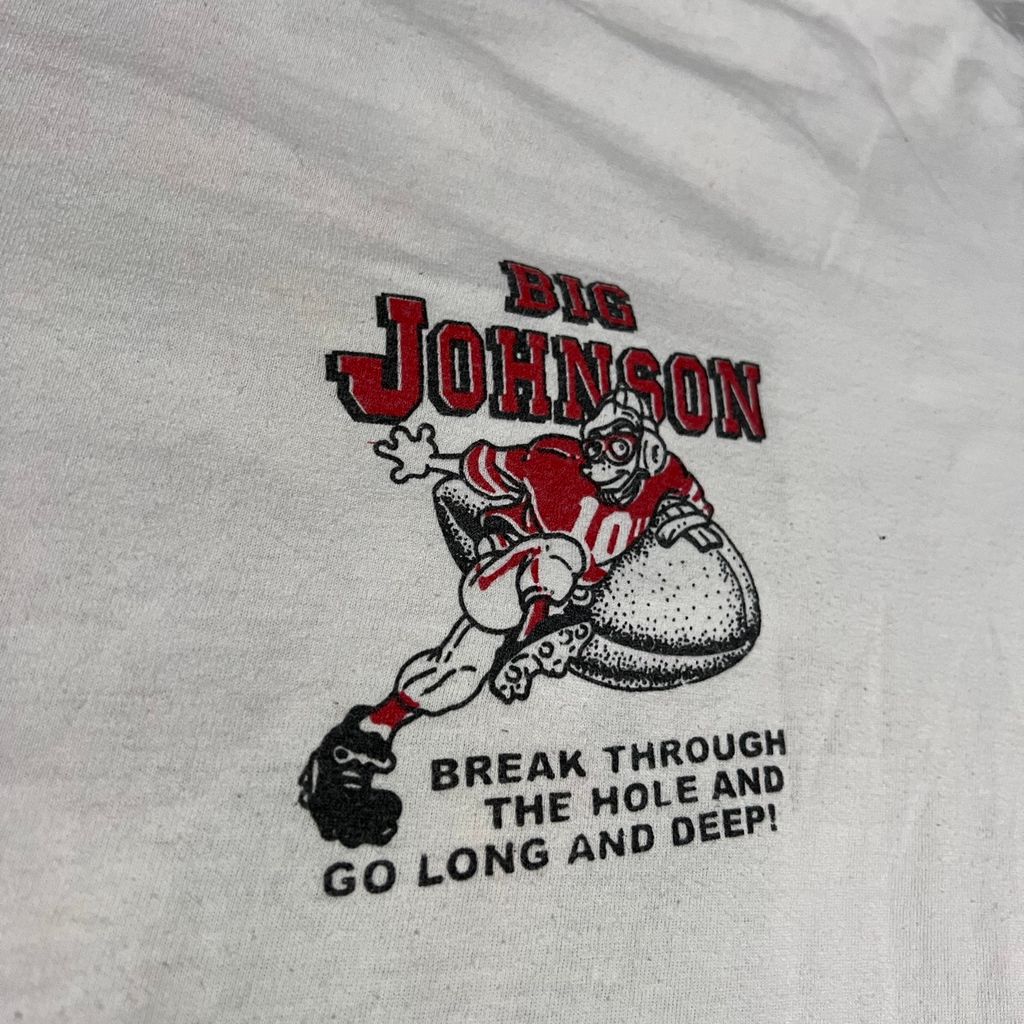 BIG
JOHNSON
10
BREAK THROUGH
THE HOLE AND
GO LONG AND DEEP!